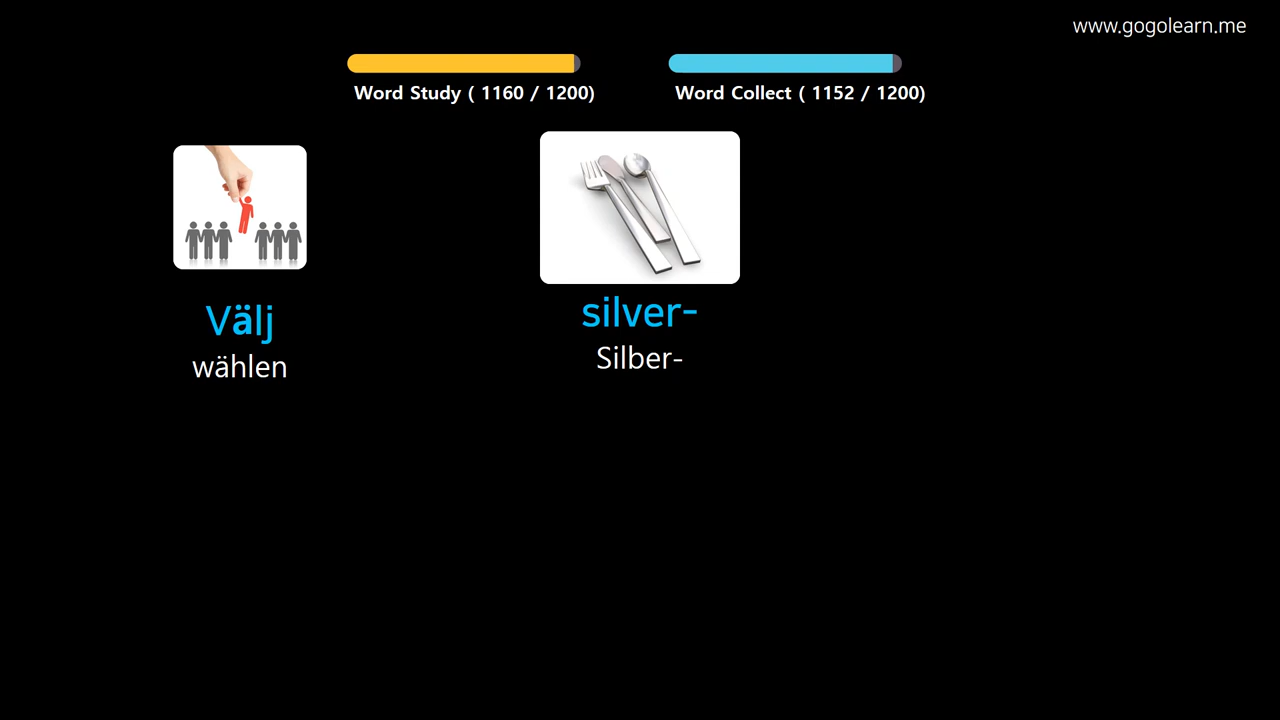 www.gogolearn.me
Word Study ( 1160 / 1200)
Word Collect ( 1152 / 1200)
Välj
wählen
silver-
Silber-